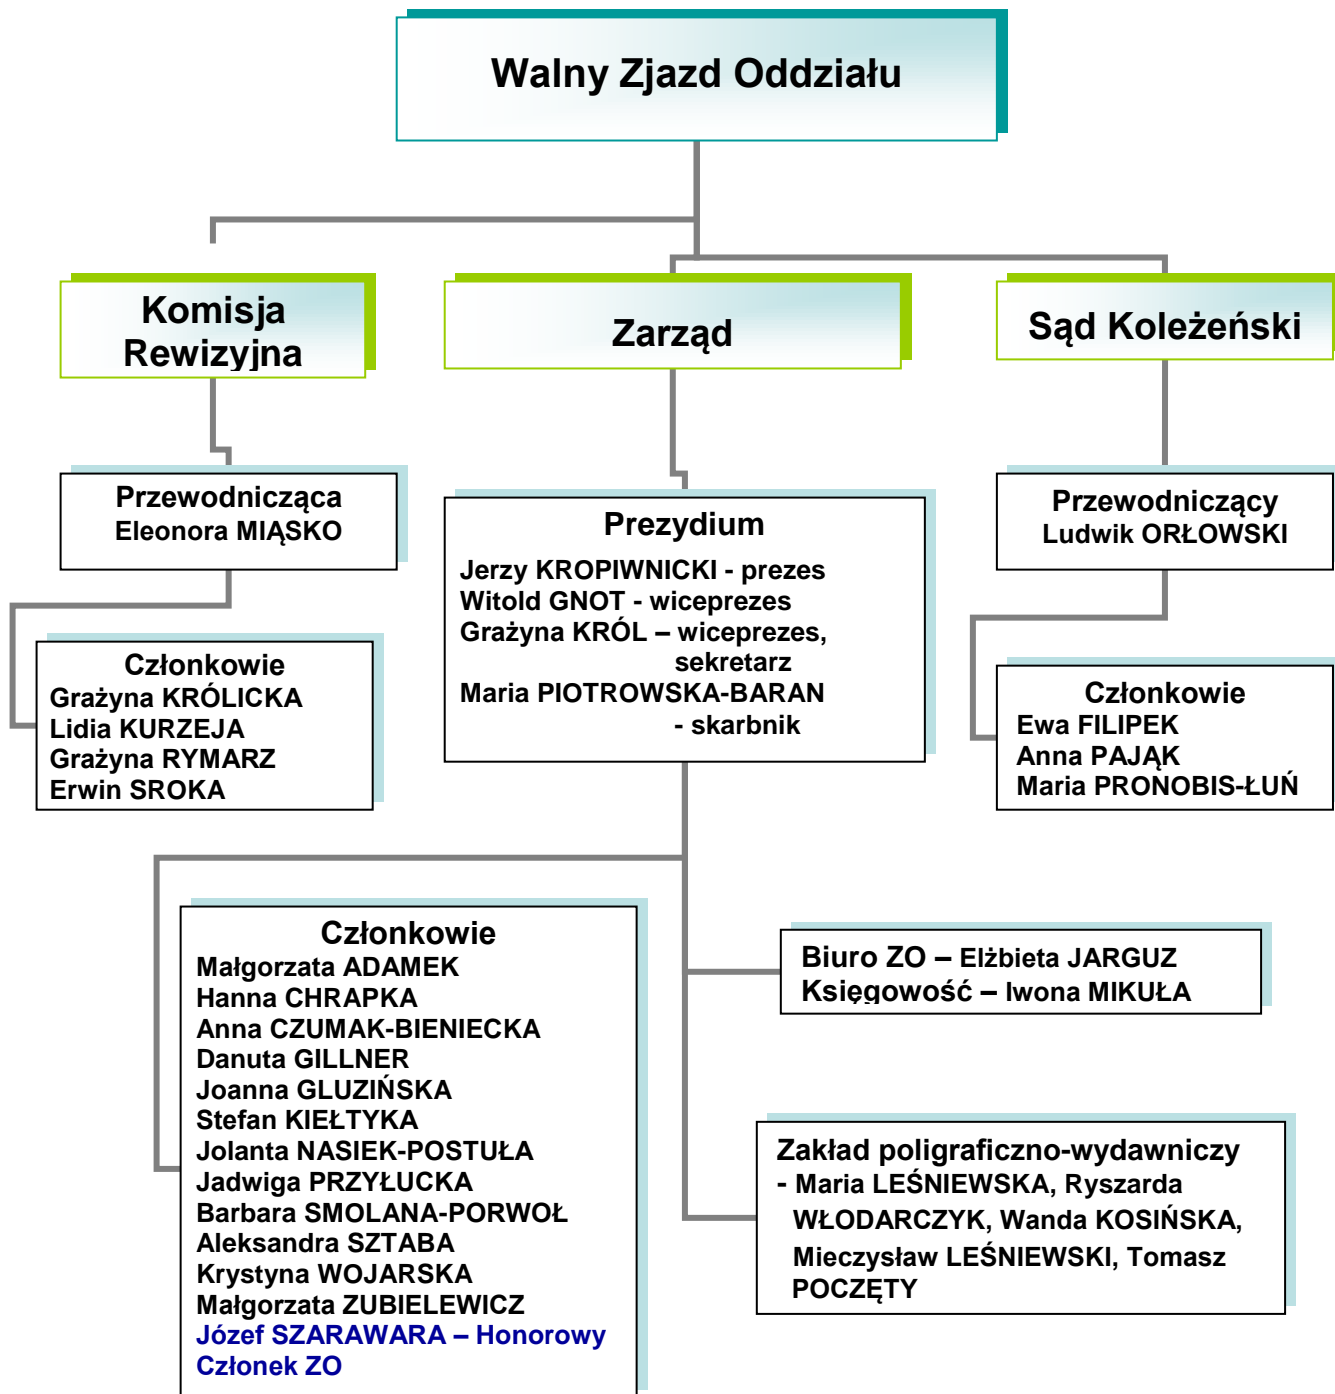 Walny Zjazd Oddziału
Komisja
Rewizyjna
Zarząd
Sąd Koleżeński
Przewodnicząca
Eleonora MIĄSKO
Członkowie
Grażyna KRÓLICKA
Lidia KURZEJA
Grażyna RYMARZ
Erwin SROKA
Prezydium
Jerzy KROPIWNICKI - prezes
Witold GNOT - wiceprezes
Grażyna KRÓL – wiceprezes,
sekretarz
Maria PIOTROWSKA-BARAN
- skarbnik
Przewodniczący
Ludwik ORŁOWSKI
Członkowie
Ewa FILIPEK
Anna PAJĄK
Maria PRONOBIS-ŁUŃ
Członkowie
Małgorzata ADAMEK
Hanna CHRAPKA
Anna CZUMAK-BIENIECKA
Danuta GILLNER
Joanna GLUZIŃSKA
Stefan KIEŁTYKA
Jolanta NASIEK-POSTUŁA
Jadwiga PRZYŁUCKA
Barbara SMOLANA-PORWOŁ
Aleksandra SZTABA
Krystyna WOJARSKA
Małgorzata ZUBIELEWICZ
Józef SZARAWARA – Honorowy
Członek ZO
Biuro ZO – Elżbieta JARGUZ
Księgowość – Iwona MIKUŁA
Zakład poligraficzno-wydawniczy
- Maria LEŚNIEWSKA, Ryszarda
WŁODARCZYK, Wanda KOSIŃSKA,
Mieczysław LEŚNIEWSKI, Tomasz
POCZĘTY